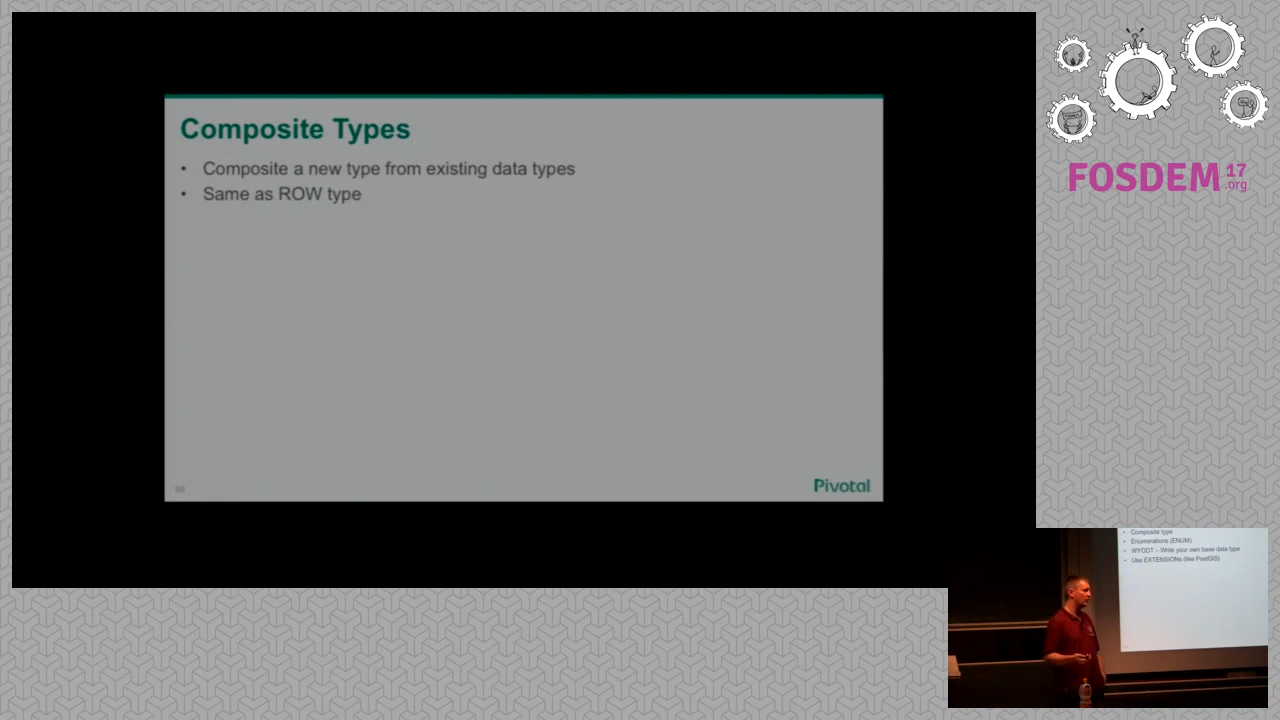 Composite Types
• Composite a new type from existing data types
• Same as ROW type
Pivotal
FOSDEM 17
.org
Composite type
• Enumerations (ENUM)
• WYODT – Write your own base data type
• Use EXTENSIONs (like PostGIS)